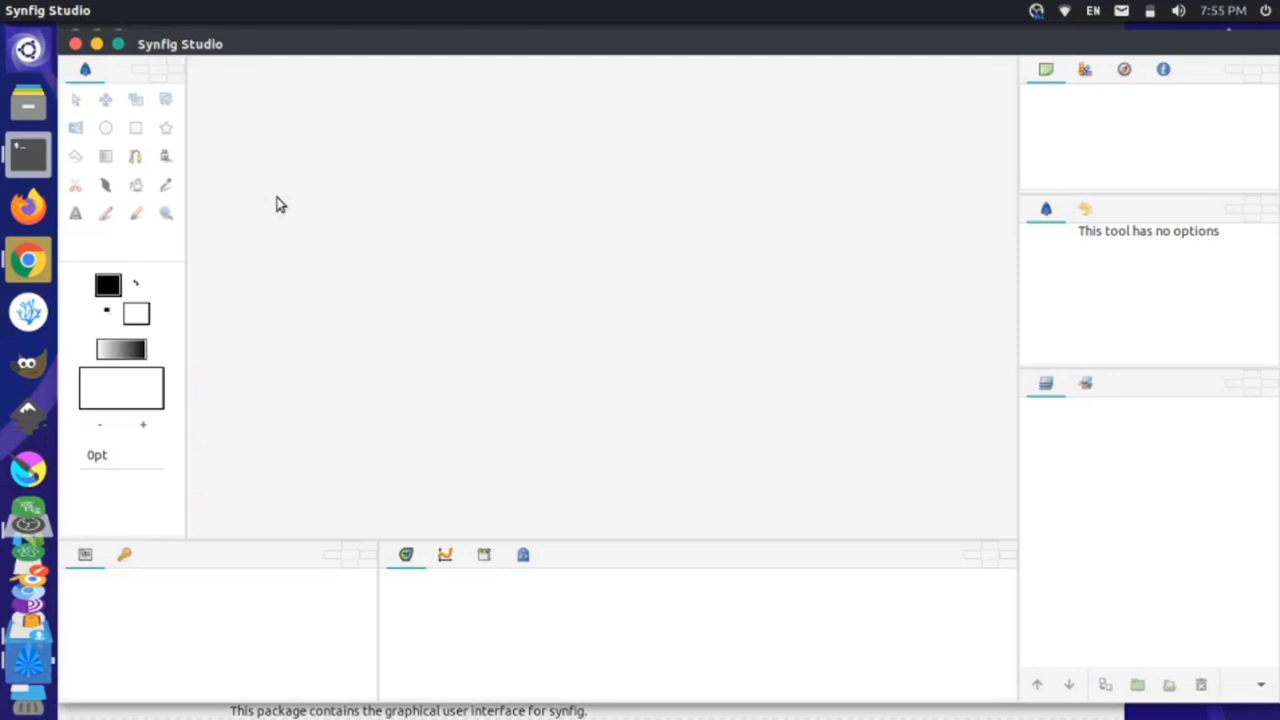 Synfig Studio
EN
7:55 PM
Synfig Studio
This tool has no options
- +
0pt
This package contains the graphical user interface for synfig.